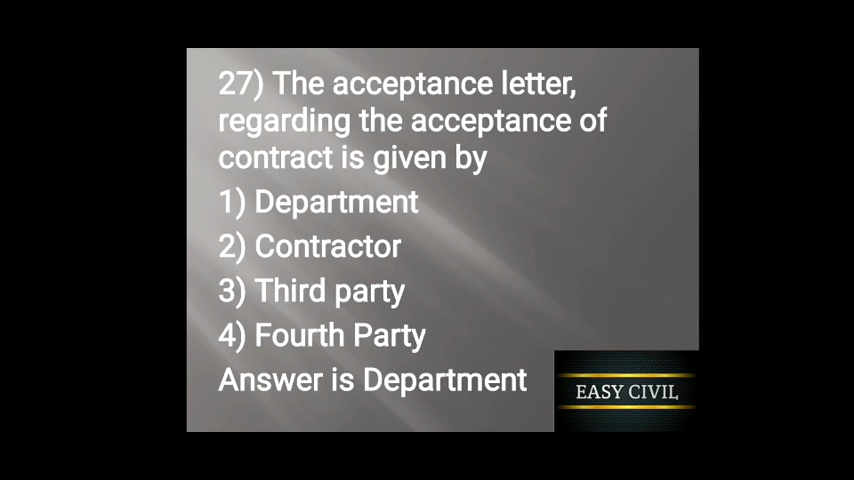 27) The acceptance letter,
regarding the acceptance of
contract is given by
1) Department
2) Contractor
3) Third party
4) Fourth Party
Answer is Department
EASY CIVIL